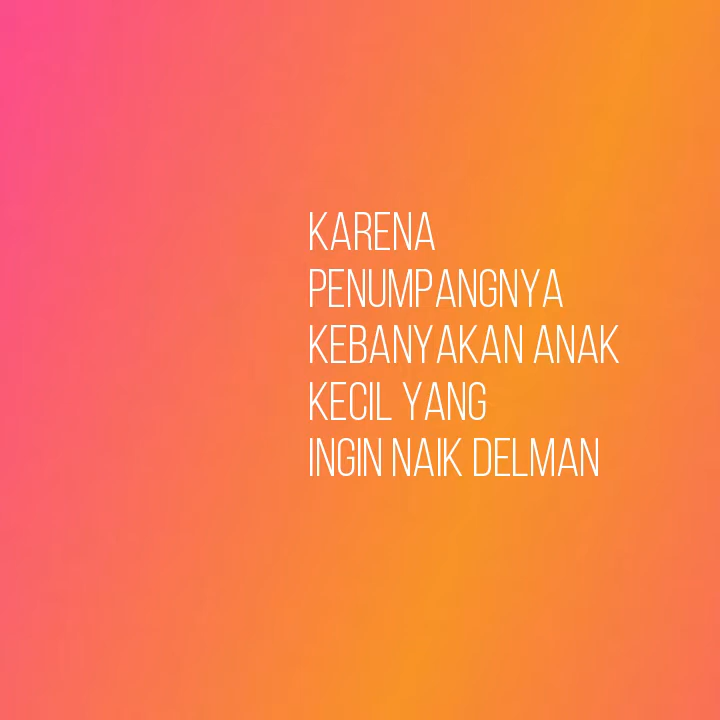 KARENA
PENUMPANGNYA
KEBANYAKAN ANAK
KECIL YANG
INGIN NAIK DELMAN